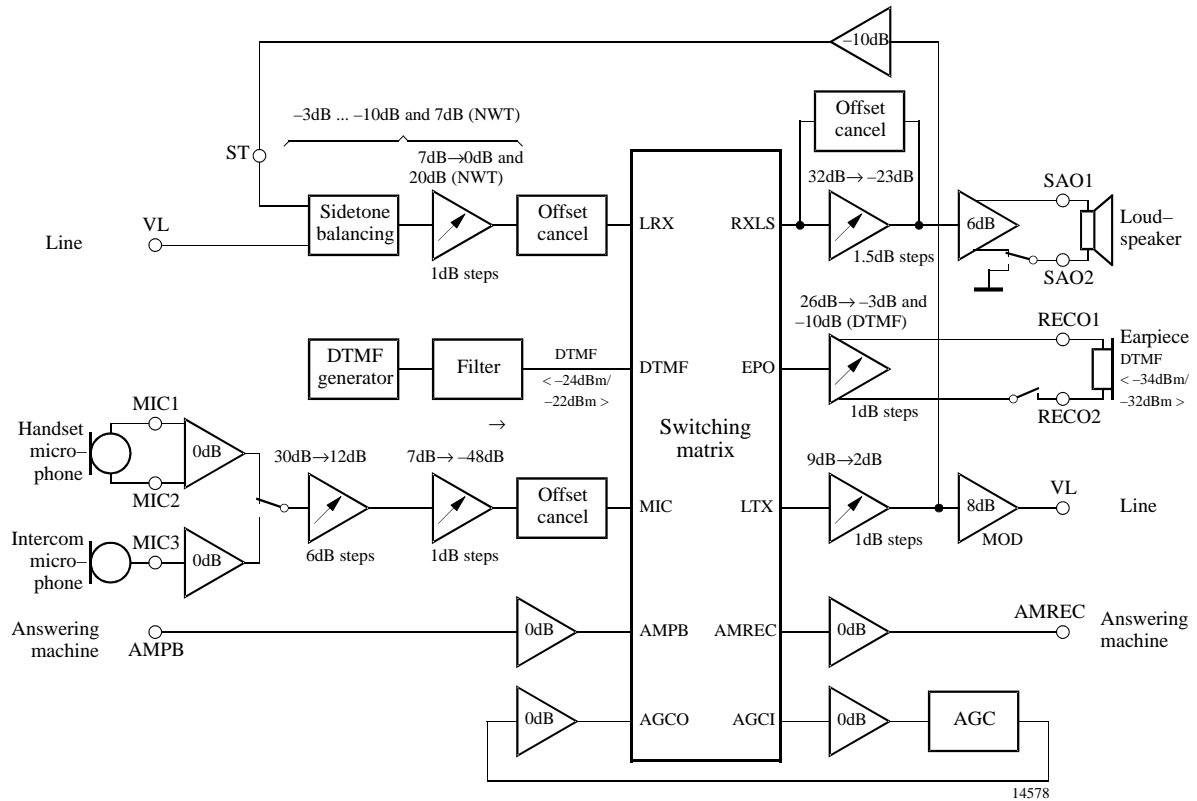 –10dB
–3dB ... –10dB and 7dB (NWT)
Offset
cancel
ST
7dB→0dB and
20dB (NWT)
32dB→ –23dB
SAO1
VL
Line
Sidetone
balancing
Offset
cancel
LRX
RXLS
6dB
Loud–
speaker
1dB steps
1.5dB steps
SAO2
26dB→ –3dB and
–10dB (DTMF)
RECO1
DTMF
generator
Filter
DTMF
< –24dBm/
–22dBm >
DTMF
EPO
Earpiece
DTMF
< –34dBm/
–32dBm >
1dB steps
RECO2
MIC1
Handset
micro–
phone
0dB
MIC2
→
Switching
matrix
30dB→12dB
7dB→ –48dB
9dB→2dB
Offset
cancel
MIC
LTX
8dB
VL
Line
6dB steps
1dB steps
1dB steps
MOD
Intercom
micro–
phone
MIC3
0dB
Answering
machine
AMPB
0dB
AMPB
AMREC
0dB
AMREC
Answering
machine
0dB
AGCO
AGCI
0dB
AGC
14578